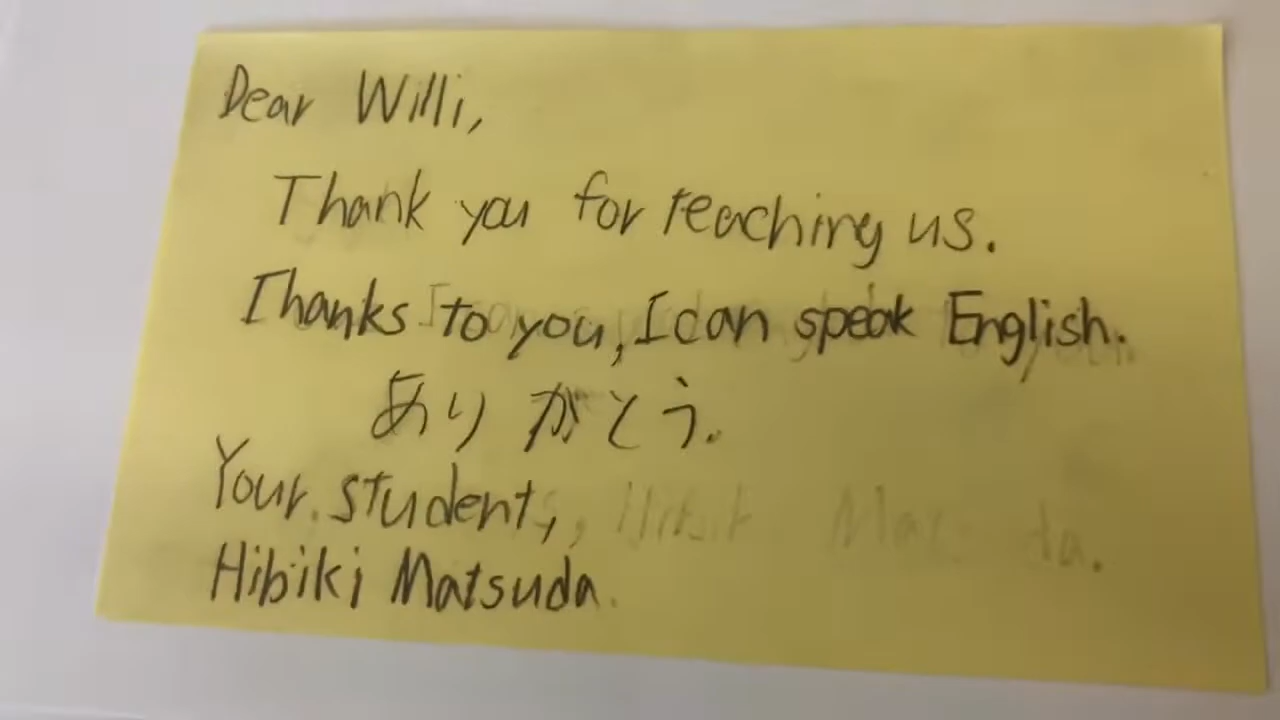 Dear Willi,
Thank you for teaching us.
Thanks to you, I can speak English.
ありがとう.
Your student,
Hibiki Matsuda.